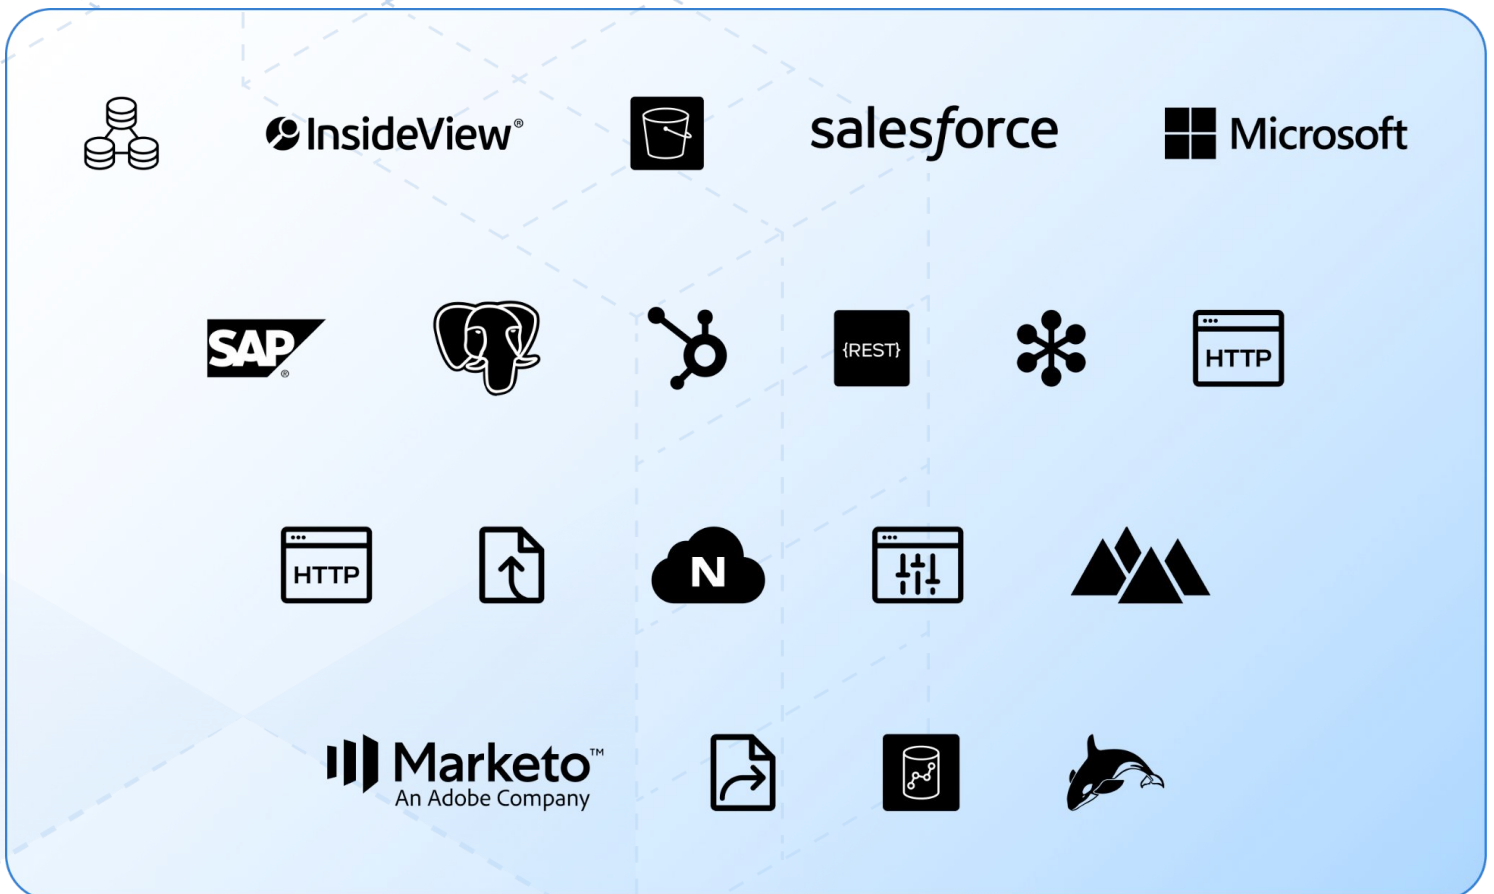 InsideView®
salesforce
Microsoft
SAP
®
{REST}
HTTP
HTTP
N
Marketo™
An Adobe Company